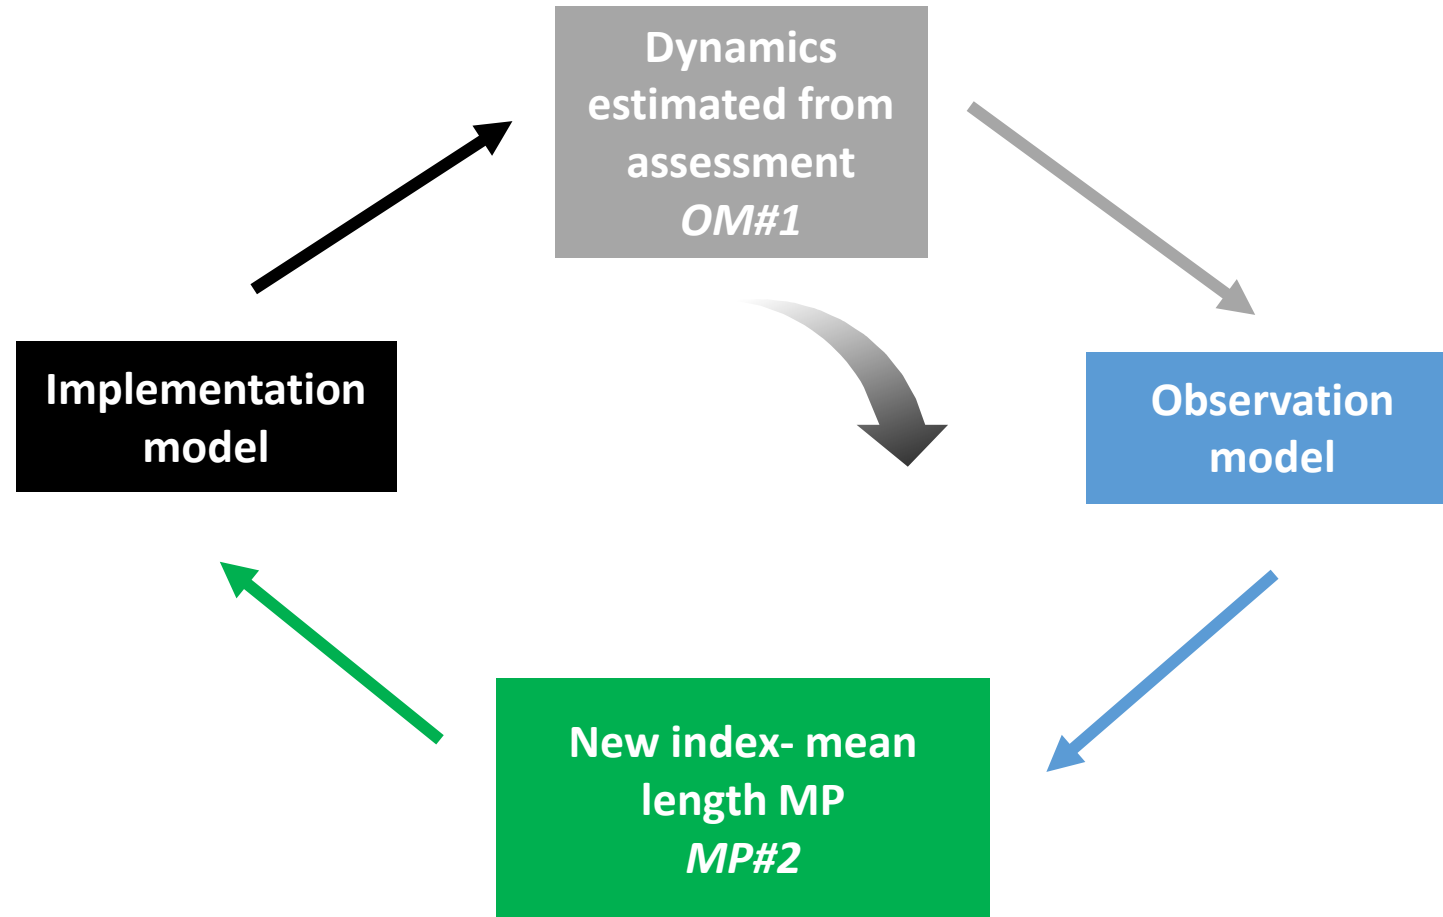 Dynamics
estimated from
assessment
OM#1
Implementation
model
Observation
model
New index- mean
length MP
MP#2